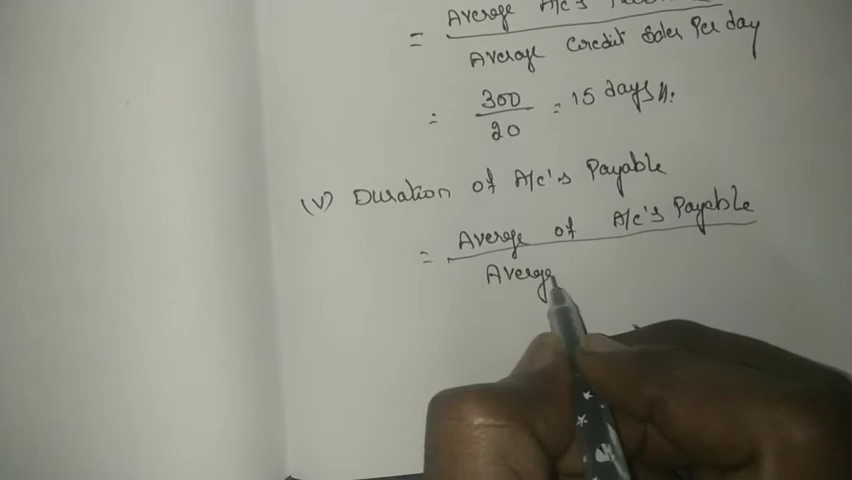 Average A/c's
= Average Credit Sales Per day
= 300/20 = 15 days //.
(V) Duration of A/c's Payable
= Average of A/c's Payable
Average